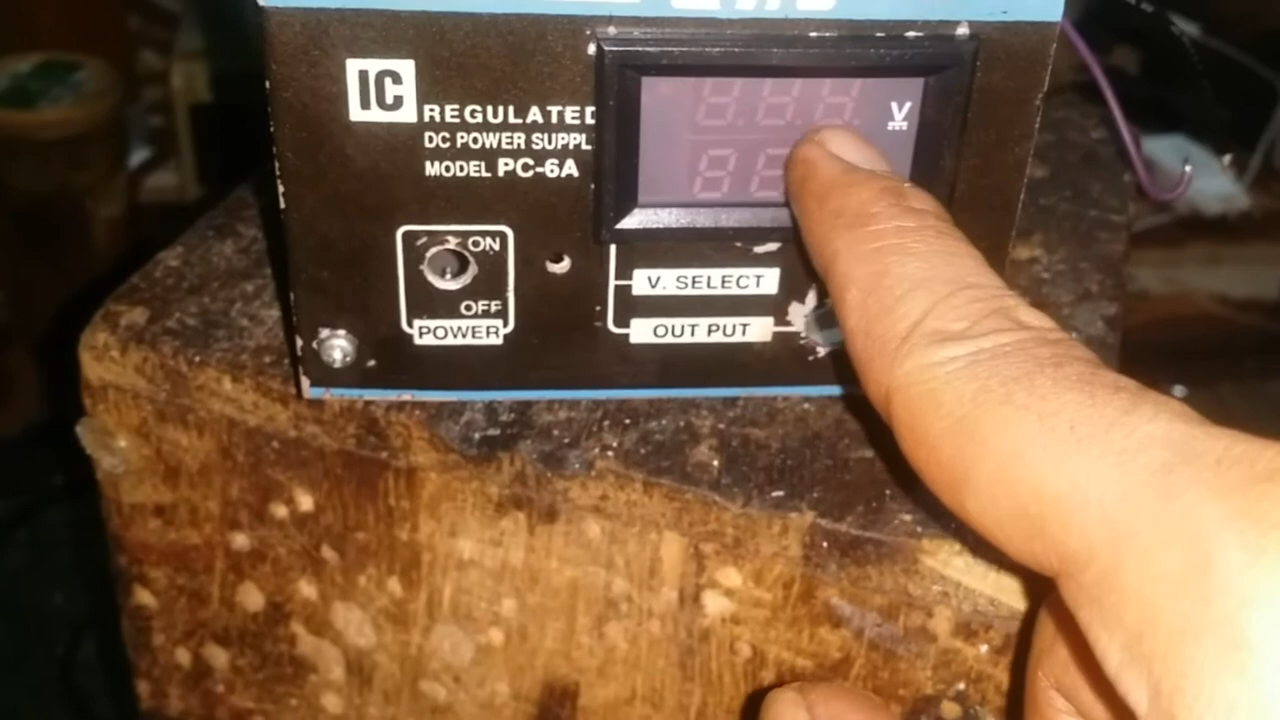 IC
REGULATED
DC POWER SUPPL
MODEL PC-6A
V
ON
OFF
POWER
V. SELECT
OUT PUT